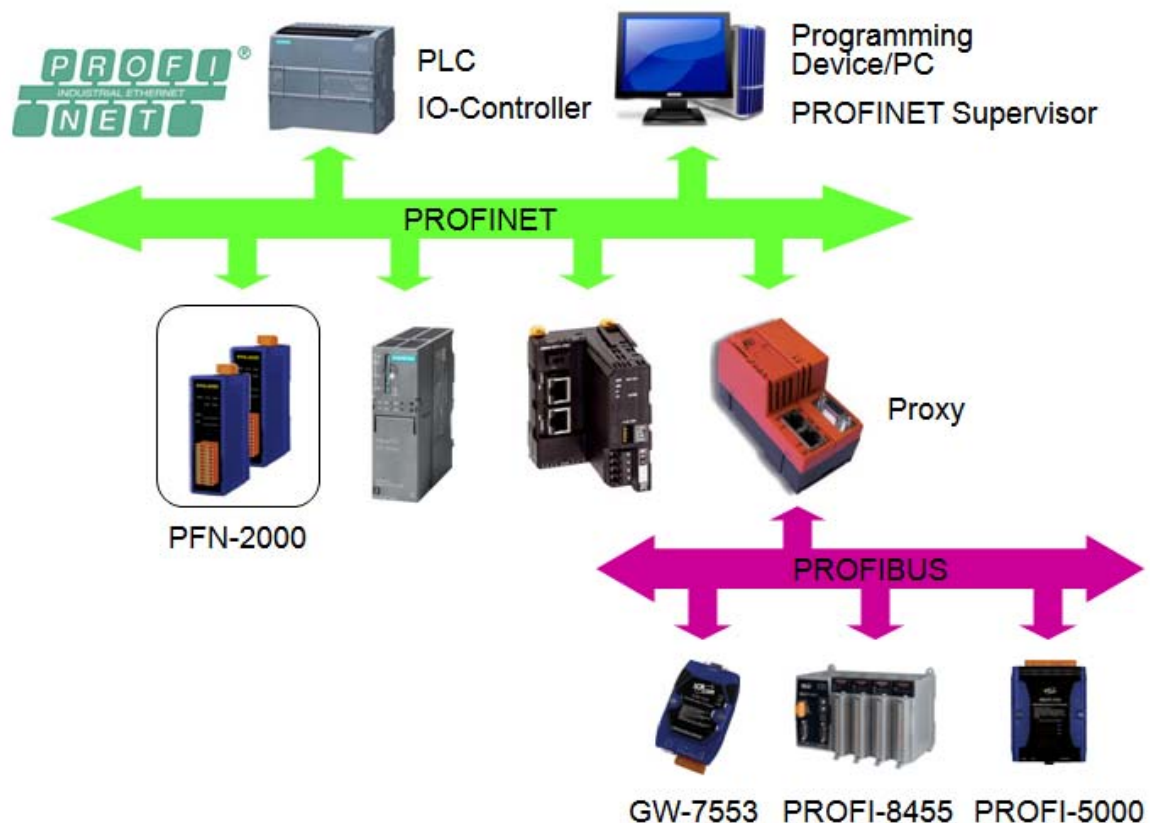 PROFI
®
INDUSTRIAL ETHERNET
NET
PLC
IO-Controller
Programming
Device/PC
PROFINET Supervisor
PROFINET
SIEMENS
Proxy
PFN-2000
PROFIBUS
GW-7553
PROFI-8455
PROFI-5000